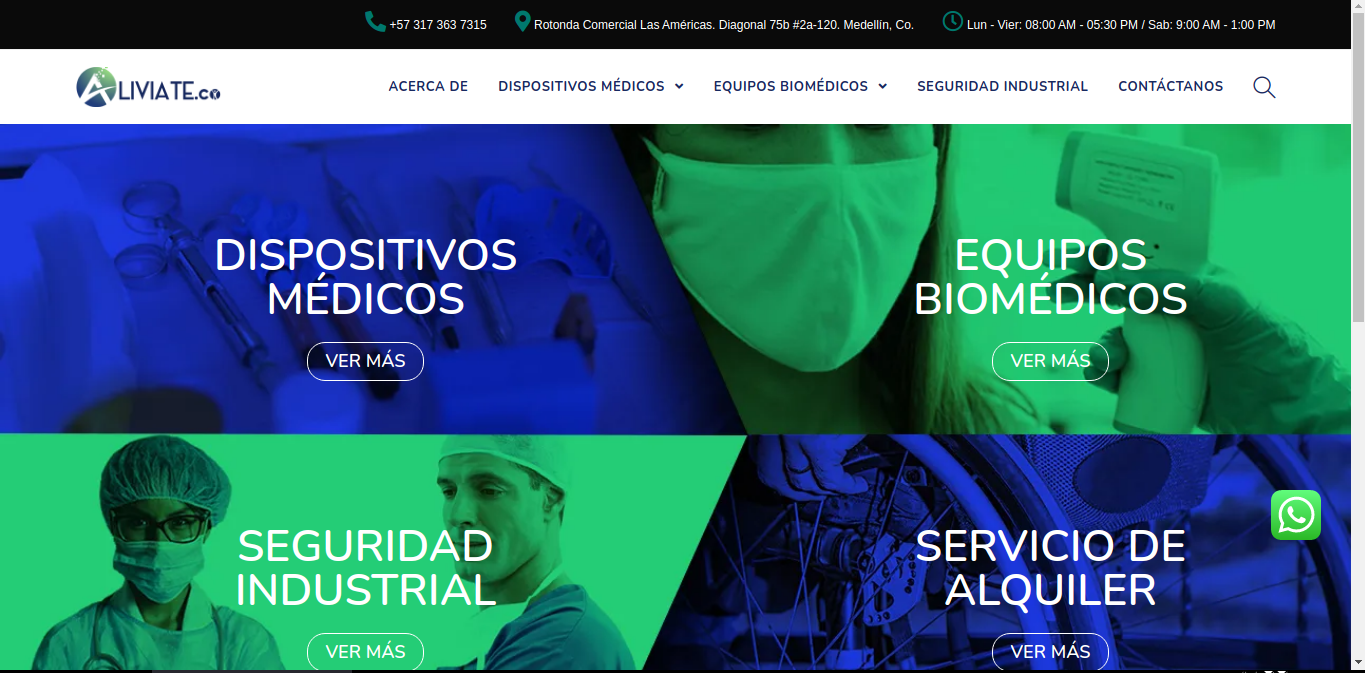 +57 317 363 7315 Rotonda Comercial Las Américas. Diagonal 75b #2a-120. Medellín, Co. Lun - Vier: 08:00 AM - 05:30 PM / Sab: 9:00 AM - 1:00 PM
ALIVIATE.CO ACERCA DE DISPOSITIVOS MÉDICOS EQUIPOS BIOMÉDICOS SEGURIDAD INDUSTRIAL CONTÁCTANOS
DISPOSITIVOS
MÉDICOS
VER MÁS
EQUIPOS
BIOMÉDICOS
VER MÁS
SEGURIDAD
INDUSTRIAL
VER MÁS
SERVICIO DE
ALQUILER
VER MÁS